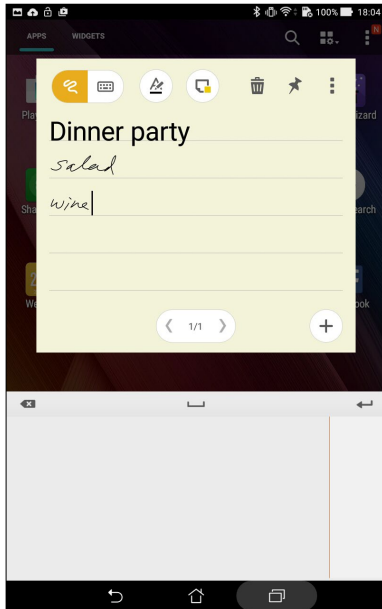 100% 18:04
APPS WIDGETS
N
Dinner party
salad
wine
1/1